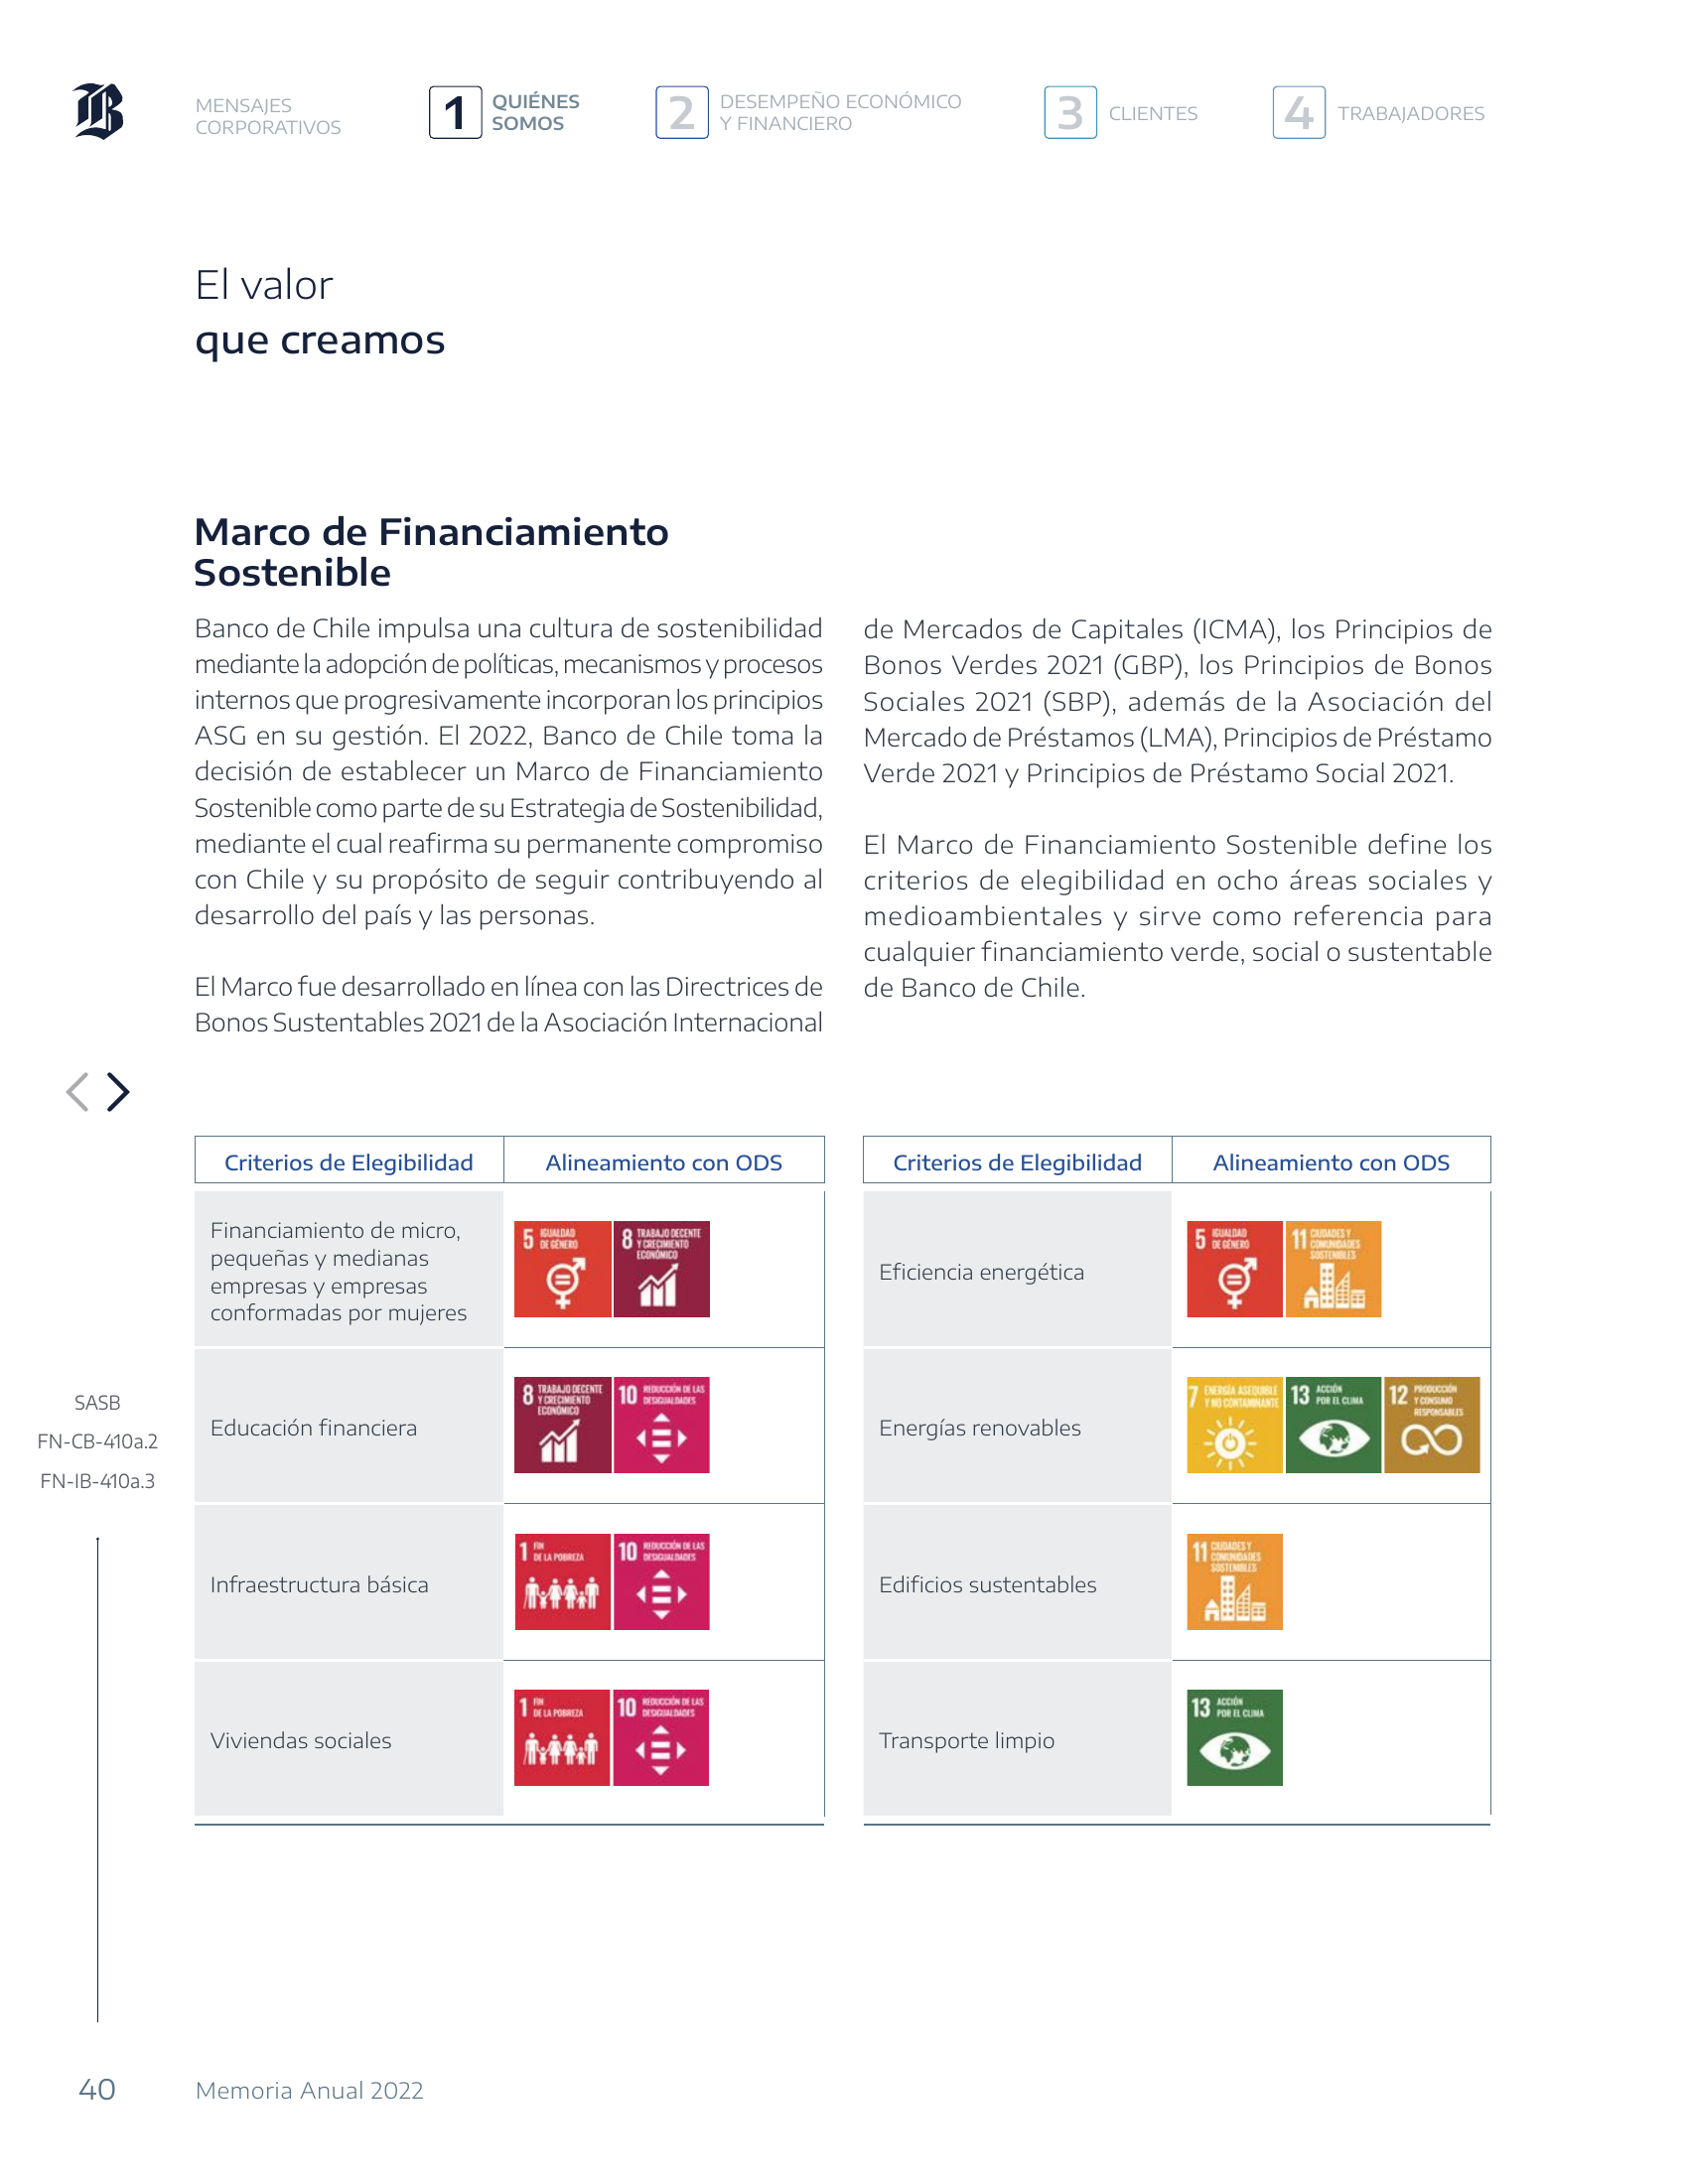 B
MENSAJES
CORPORATIVOS
1
QUIÉNES
SOMOS
2
DESEMPEÑO ECONÓMICO
Y FINANCIERO
3
CLIENTES
4
TRABAJADORES
El valor
que creamos
Marco de Financiamiento
Sostenible
Banco de Chile impulsa una cultura de sostenibilidad
mediante la adopción de políticas, mecanismos y procesos
internos que progresivamente incorporan los principios
ASG en su gestión. El 2022, Banco de Chile toma la
decisión de establecer un Marco de Financiamiento
Sostenible como parte de su Estrategia de Sostenibilidad,
mediante el cual reafirma su permanente compromiso
con Chile y su propósito de seguir contribuyendo al
desarrollo del país y las personas.
El Marco fue desarrollado en línea con las Directrices de
Bonos Sustentables 2021 de la Asociación Internacional
de Mercados de Capitales (ICMA), los Principios de
Bonos Verdes 2021 (GBP), los Principios de Bonos
Sociales 2021 (SBP), además de la Asociación del
Mercado de Préstamos (LMA), Principios de Préstamo
Verde 2021 y Principios de Préstamo Social 2021.
El Marco de Financiamiento Sostenible define los
criterios de elegibilidad en ocho áreas sociales y
medioambientales y sirve como referencia para
cualquier financiamiento verde, social o sustentable
de Banco de Chile.
Criterios de Elegibilidad
Alineamiento con ODS
Financiamiento de micro,
pequeñas y medianas
empresas y empresas
conformadas por mujeres
5 IGUALDAD
DE GÉNERO
8 TRABAJO DECENTE
Y CRECIMIENTO
ECONÓMICO
Educación financiera
8 TRABAJO DECENTE
Y CRECIMIENTO
ECONÓMICO
10 REDUCCIÓN DE LAS
DESIGUALDADES
Infraestructura básica
1 FIN
DE LA POBREZA
10 REDUCCIÓN DE LAS
DESIGUALDADES
Viviendas sociales
1 FIN
DE LA POBREZA
10 REDUCCIÓN DE LAS
DESIGUALDADES
Criterios de Elegibilidad
Alineamiento con ODS
Eficiencia energética
5 IGUALDAD
DE GÉNERO
11 CIUDADES Y
COMUNIDADES
SOSTENIBLES
Energías renovables
7 ENERGÍA ASEQUIBLE
Y NO CONTAMINANTE
13 ACCIÓN
POR EL CLIMA
12 PRODUCCIÓN
Y CONSUMO
RESPONSABLES
Edificios sustentables
11 CIUDADES Y
COMUNIDADES
SOSTENIBLES
Transporte limpio
13 ACCIÓN
POR EL CLIMA
SASB
FN-CB-410a.2
FN-IB-410a.3
40
Memoria Anual 2022